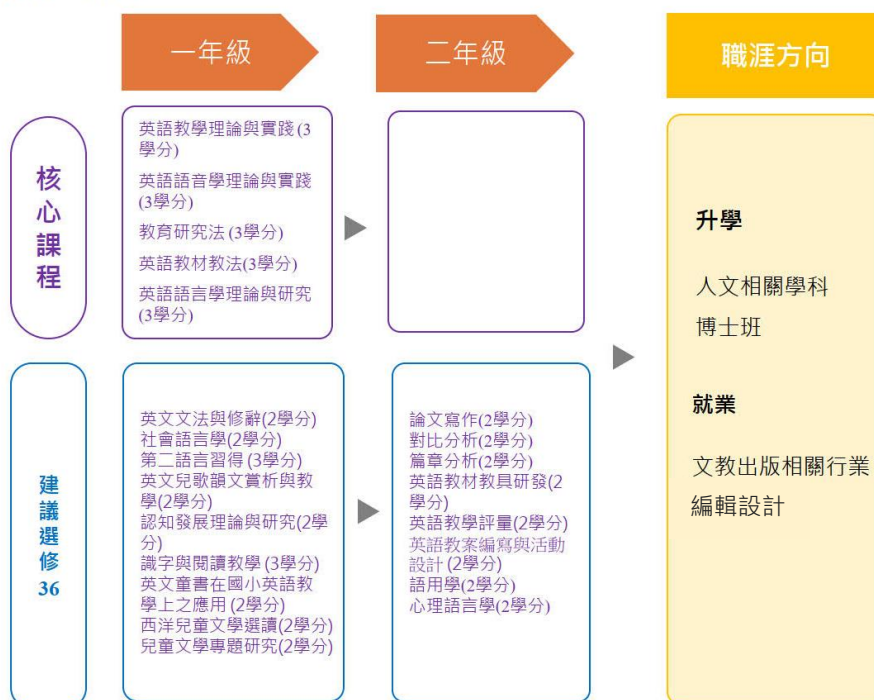 一年級
二年級
職涯方向
核
心
課
程
英語教學理論與實踐(3
學分)
英語語音學理論與實踐
(3學分)
教育研究法(3學分)
英語教材教法(3學分)
英語語言學理論與研究
(3學分)
建
議
選
修
36
英文文法與修辭(2學分)
社會語言學(2學分)
第二語言習得(3學分)
英文兒歌韻文賞析與教
學(2學分)
認知發展理論與研究(2學
分)
識字與閱讀教學(3學分)
英文童書在國小英語教
學上之應用(2學分)
西洋兒童文學選讀(2學分)
兒童文學專題研究(2學分)
論文寫作(2學分)
對比分析(2學分)
篇章分析(2學分)
英語教材教具研發(2
學分)
英語教學評量(2學分)
英語教案編寫與活動
設計(2學分)
語用學(2學分)
心理語言學(2學分)
升學
人文相關學科
博士班
就業
文教出版相關行業
編輯設計